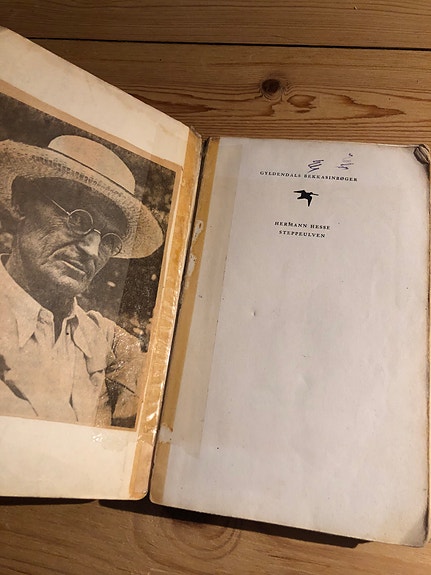 GYLDENDALS BEKKASINBØGER
HERMANN HESSE
STEPPEULVEN